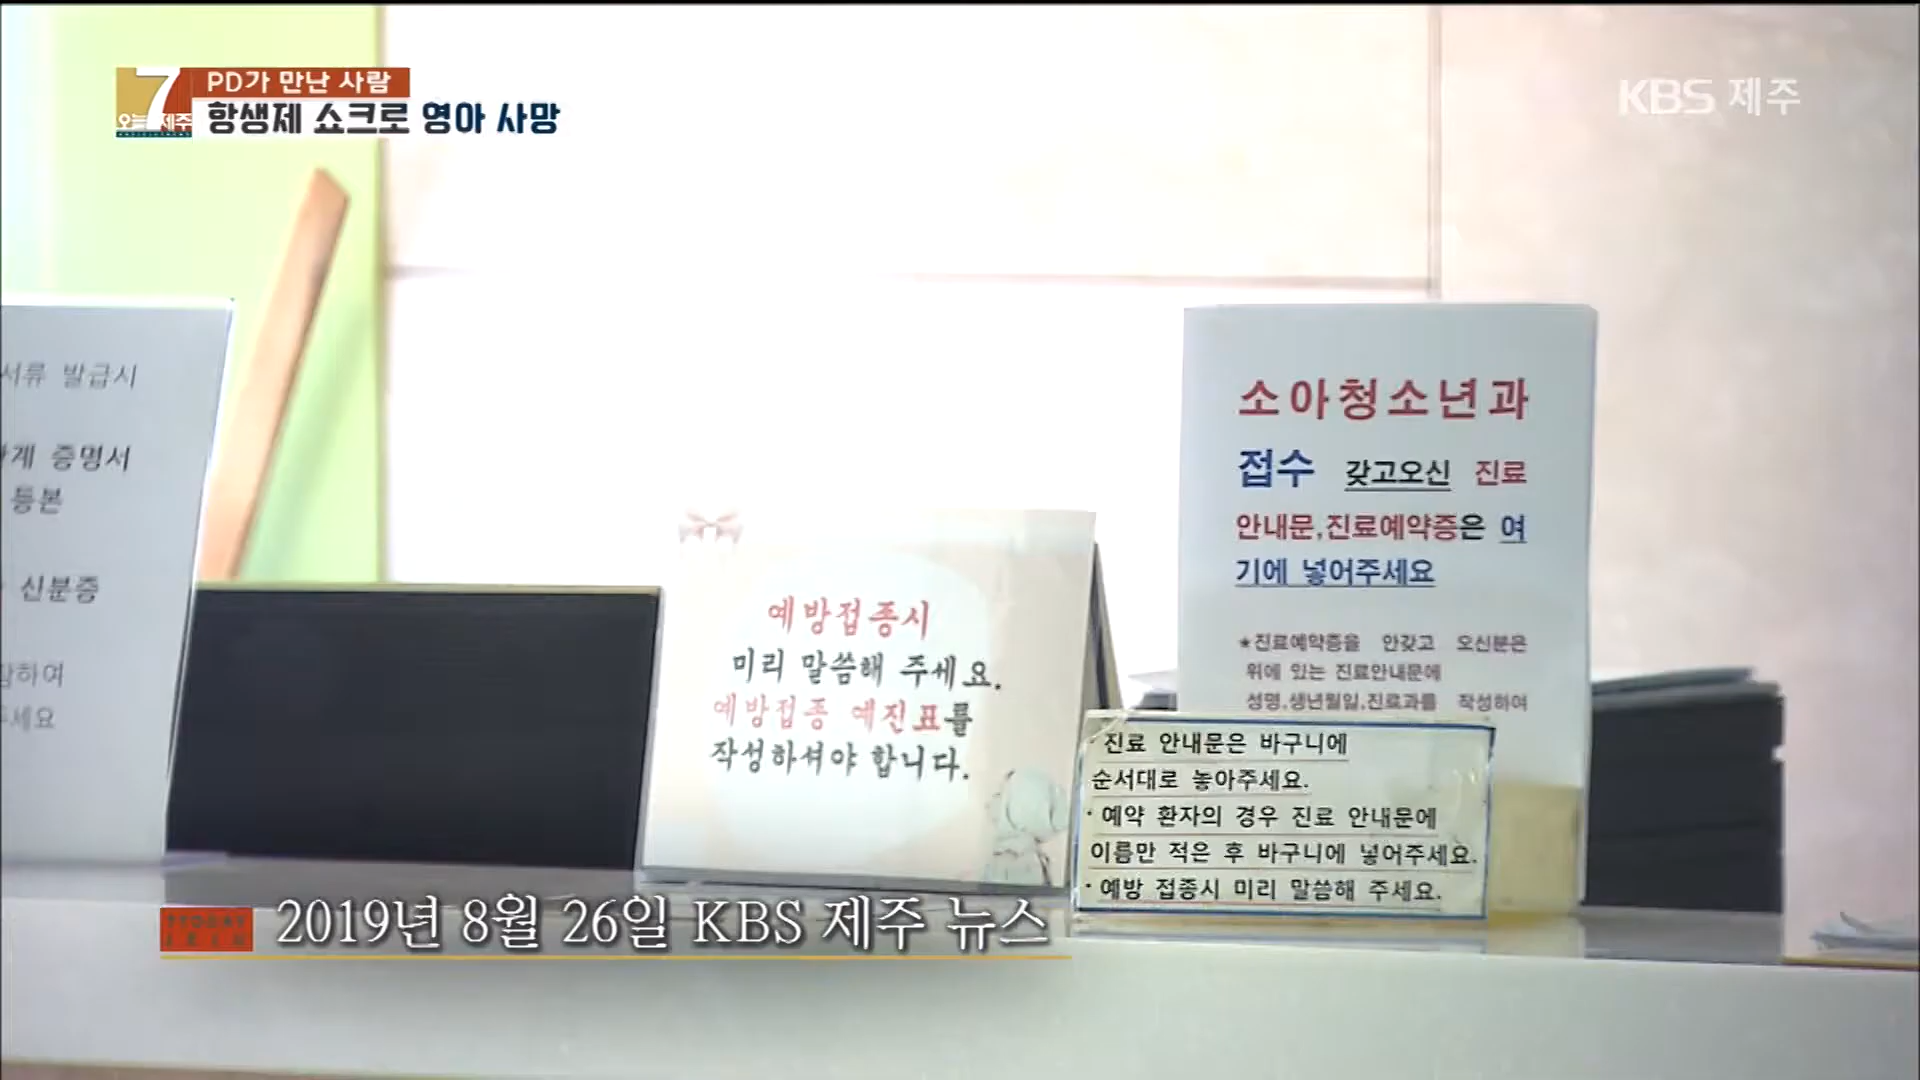 7
오늘 제주
PD가 만난 사람
항생제 쇼크로 영아 사망
KBS 제주
서류 발급시
증명서
등본
신분증
소아청소년과
접수 갖고오신 진료
안내문,진료예약증은 여
기에 넣어주세요
*진료예약증을 안갖고 오신분은
위에 있는 진료안내문에
성명,생년월일,진료과를 작성하여
예방접종시
미리 말씀해 주세요.
예방접종 예진표를
작성하셔야 합니다.
· 진료 안내문은 바구니에
순서대로 놓아주세요.
· 예약 환자의 경우 진료 안내문에
이름만 적은 후 바구니에 넣어주세요.
· 예방 접종시 미리 말씀해 주세요.
2019년 8월 26일 KBS 제주 뉴스